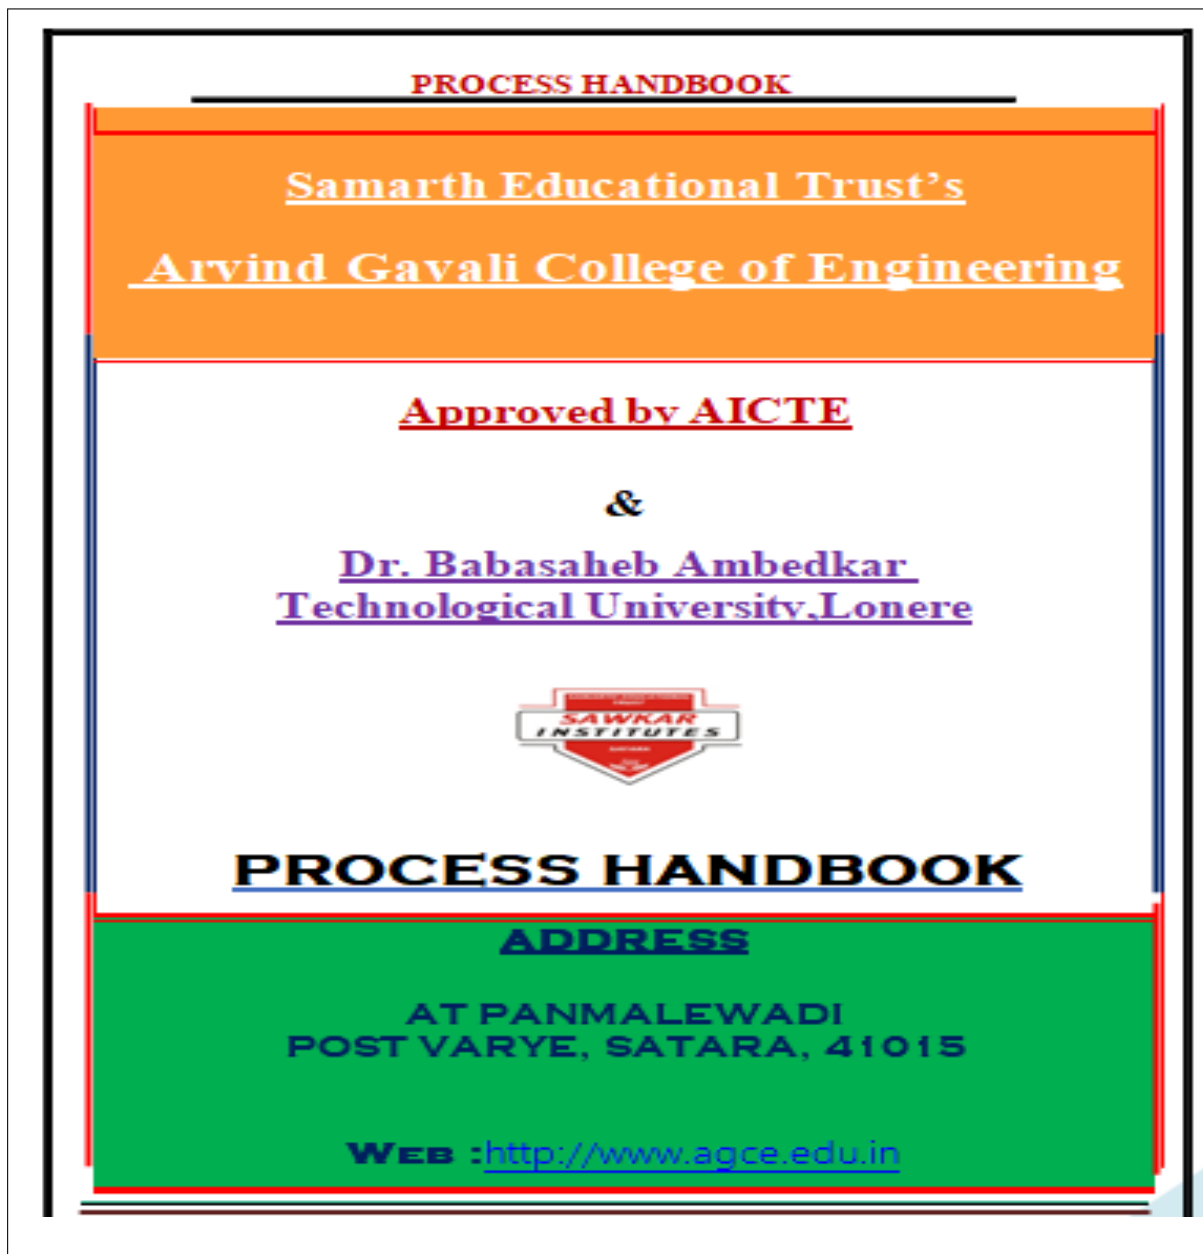 PROCESS HANDBOOK
Samarth Educational Trust's
Arvind Gavali College of Engineering
Approved by AICTE
&
Dr. Babasaheb Ambedkar
Technological University,Lonere
SAWKAR
INSTITUTES
PROCESS HANDBOOK
ADDRESS
AT PANMALEWADI
POST VARYE, SATARA, 41015
WEB :http://www.agce.edu.in